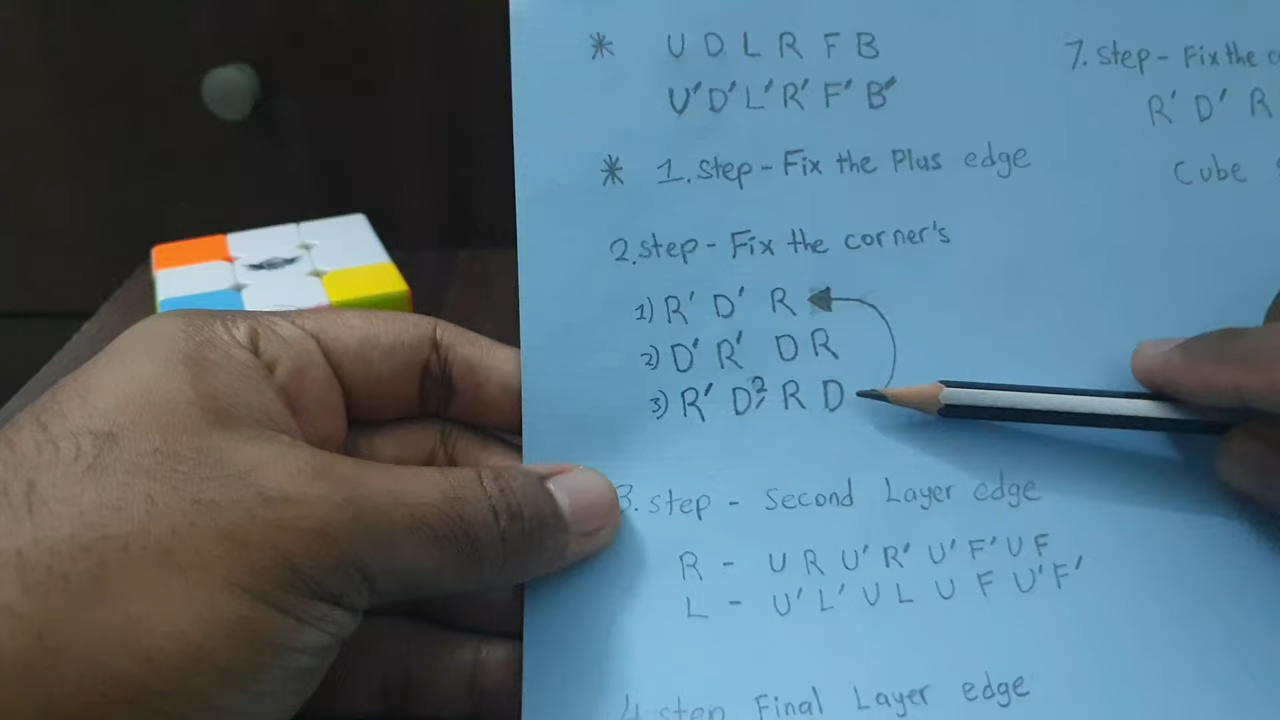 * U D L R F B
U' D' L' R' F' B'
* 1.step - Fix the Plus edge
2.step - Fix the corner's
1) R' D' R
2) D' R' D R
3) R' D2, R D
3.step - Second Layer edge
R - U R U' R' U' F' U F
L - U' L' U L U F U' F'
4.step Final Layer edge
7.step - Fix the
R' D' R
Cube